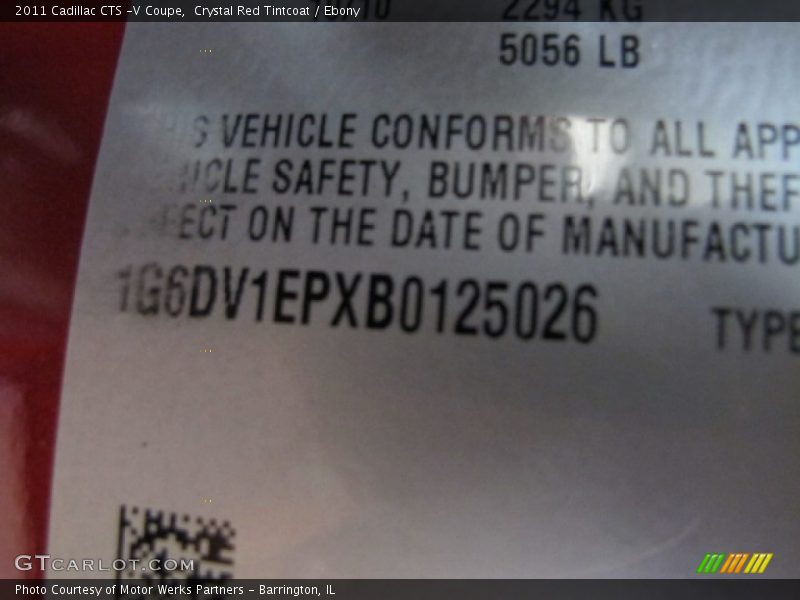 2011 Cadillac CTS -V Coupe, Crystal Red Tintcoat / Ebony
2294 KG
5056 LB
VEHICLE CONFORMS TO ALL APP
SAFETY, BUMPER, AND THEF
ECT ON THE DATE OF MANUFACTU
1G6DV1EPXB0125026
TYPE
GTCARLOT.COM
Photo Courtesy of Motor Werks Partners - Barrington, IL